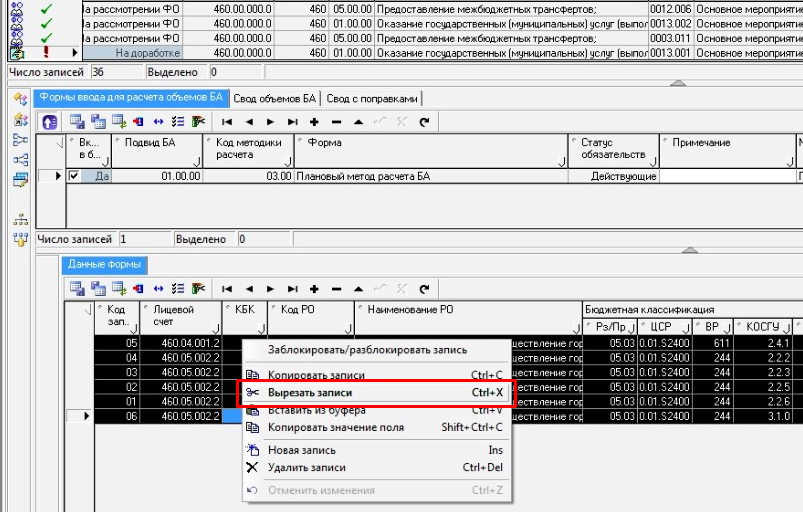 На рассмотрении ФО 460.00.000.0 460 05.00.00 Предоставление межбюджетных трансфертов; 0012.006 Основное мероприятие
На рассмотрении ФО 460.00.000.0 460 01.00.00 Оказание государственных (муниципальных) услуг (выпол 0013.002 Основное мероприятие
На рассмотрении ФО 460.00.000.0 460 05.00.00 Предоставление межбюджетных трансфертов; 0003.011 Основное мероприятие
На доработке 460.00.000.0 460 01.00.00 Оказание государственных (муниципальных) услуг (выпол 0013.001 Основное мероприятие
Число записей 36 Выделено 0
Формы ввода для расчета объемов БА Свод объемов БА Свод с поправками
Вк... в б... Подвид БА Код методики расчета Форма Статус обязательств Примечание
Да 01.00.00 03.00 Плановый метод расчета БА Действующие
Число записей 1 Выделено 0
Данные формы
Код зап.. Лицевой счет КБК Код РО Наименование РО Бюджетная классификация
Рз/Пр ЦСР ВР КОСГУ
05 460.04.001.2 ществление гор 05.03 0.01.S2400 611 2.4.1
04 460.05.002.2 ществление гор 05.03 0.01.S2400 244 2.2.2
03 460.05.002.2 ществление гор 05.03 0.01.S2400 244 2.2.3
02 460.05.002.2 ществление гор 05.03 0.01.S2400 244 2.2.5
01 460.05.002.2 ществление гор 05.03 0.01.S2400 244 2.2.6
06 460.05.002.2 ществление гор 05.03 0.01.S2400 244 3.1.0
Заблокировать/разблокировать запись
Копировать записи Ctrl+C
Вырезать записи Ctrl+X
Вставить из буфера Ctrl+V
Копировать значение поля Shift+Ctrl+C
Новая запись Ins
Удалить записи Ctrl+Del
Отменить изменения Ctrl+Z